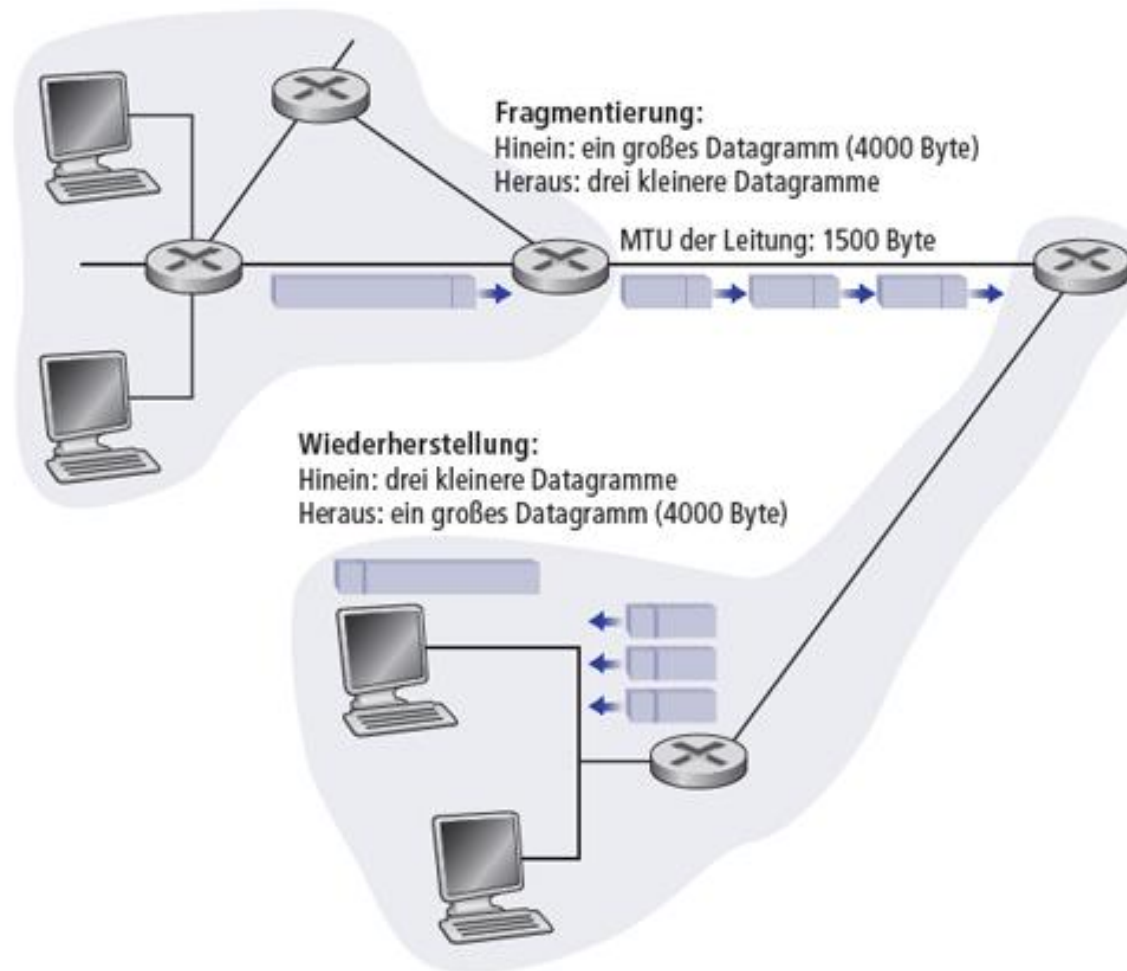 Fragmentierung:
Hinein: ein großes Datagramm (4000 Byte)
Heraus: drei kleinere Datagramme
MTU der Leitung: 1500 Byte
Wiederherstellung:
Hinein: drei kleinere Datagramme
Heraus: ein großes Datagramm (4000 Byte)